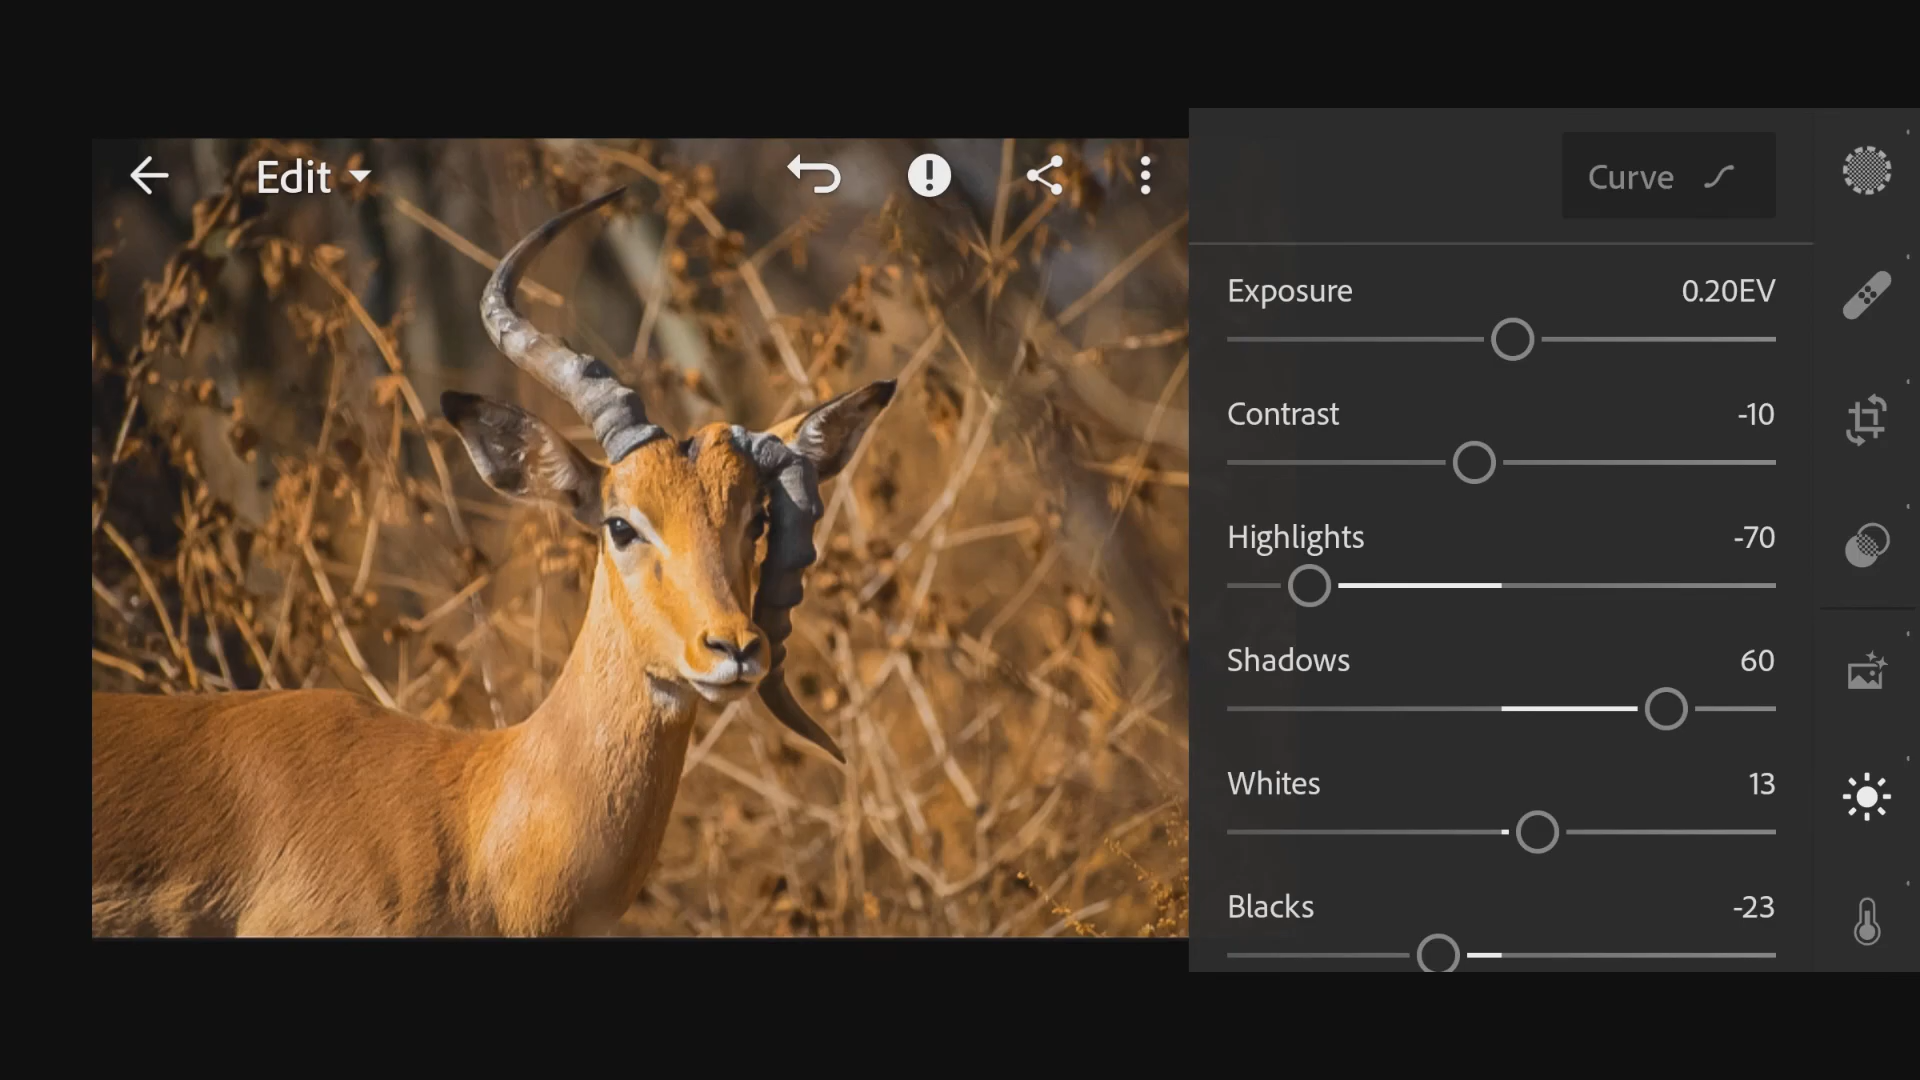 Edit
Curve
Exposure 0.20EV
Contrast -10
Highlights -70
Shadows 60
Whites 13
Blacks -23